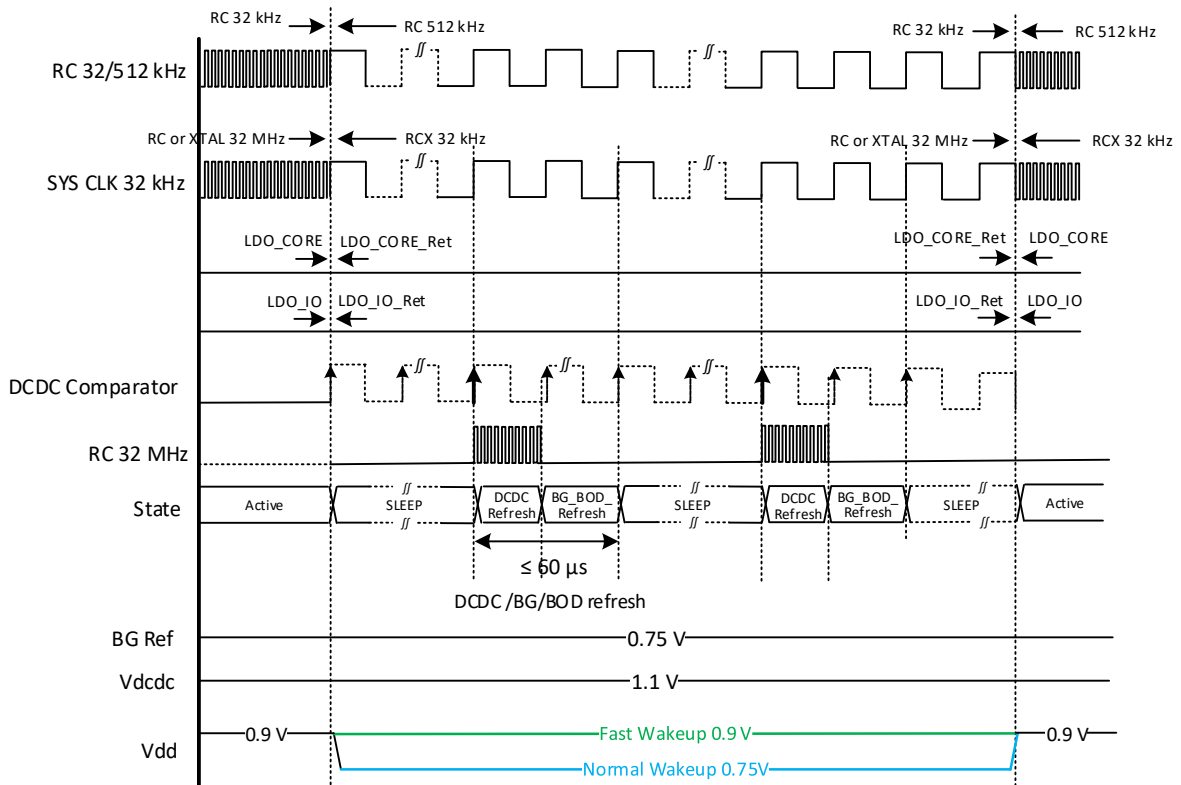 RC 32 kHz RC 512 kHz RC 32 kHz RC 512 kHz
RC 32/512 kHz
RC or XTAL 32 MHz RCX 32 kHz RC or XTAL 32 MHz RCX 32 kHz
SYS CLK 32 kHz
LDO_CORE LDO_CORE_Ret LDO_CORE_Ret LDO_CORE
LDO_IO LDO_IO_Ret LDO_IO_Ret LDO_IO
DCDC Comparator
RC 32 MHz
State
Active
SLEEP
DCDC
Refresh
BG_BOD_
Refresh
SLEEP
DCDC
Refresh
BG_BOD_
Refresh
SLEEP
Active
≤ 60 µs
DCDC /BG/BOD refresh
BG Ref 0.75 V
Vdcdc 1.1 V
Vdd
0.9 V Fast Wakeup 0.9 V 0.9 V
Normal Wakeup 0.75V